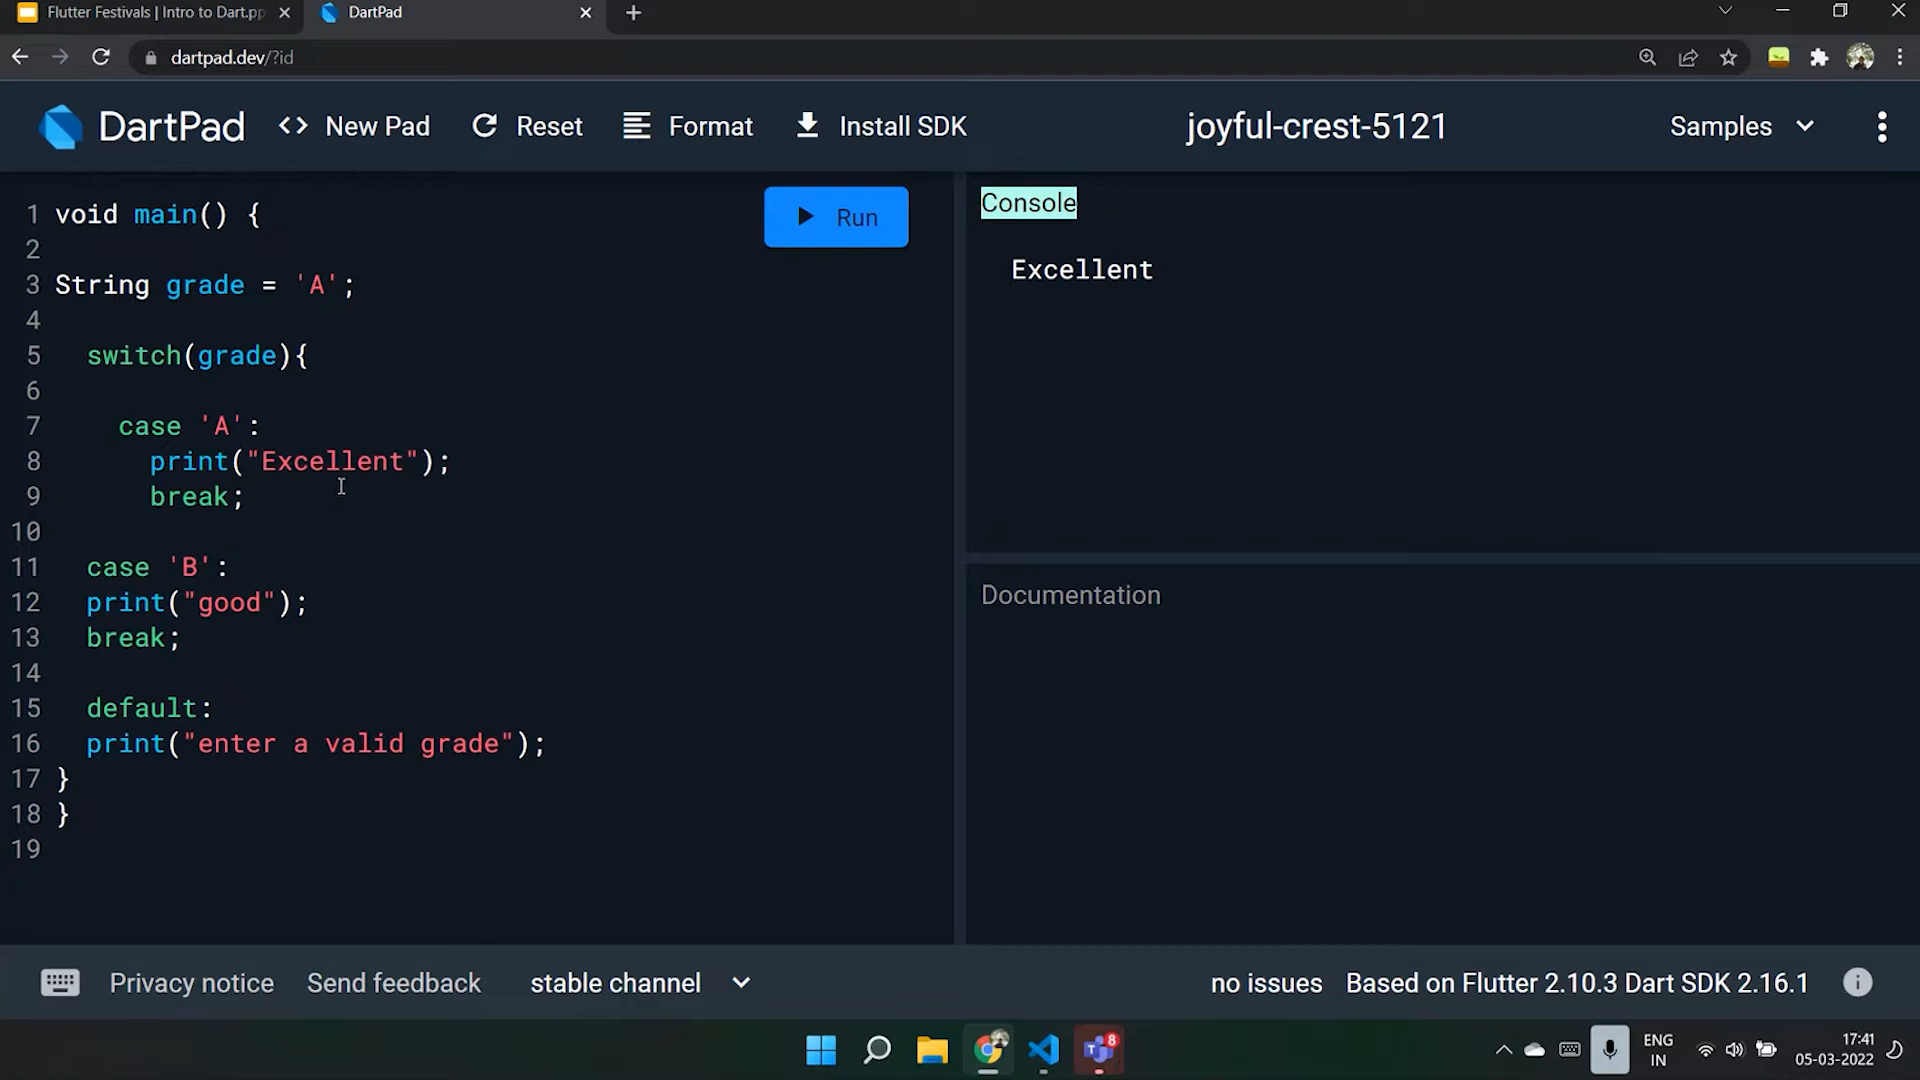 Flutter Festivals | Intro to Dart.pp
DartPad
dartpad.dev/?id
DartPad
New Pad
Reset
Format
Install SDK
joyful-crest-5121
Samples
1 void main() {
2
3 String grade = 'A';
4
5 switch(grade){
6
7 case 'A':
8 print("Excellent");
9 break;
10
11 case 'B':
12 print("good");
13 break;
14
15 default:
16 print("enter a valid grade");
17 }
18 }
19
Run
Console
Excellent
Documentation
Privacy notice
Send feedback
stable channel
no issues
Based on Flutter 2.10.3 Dart SDK 2.16.1
8
ENG
IN
17:41
05-03-2022